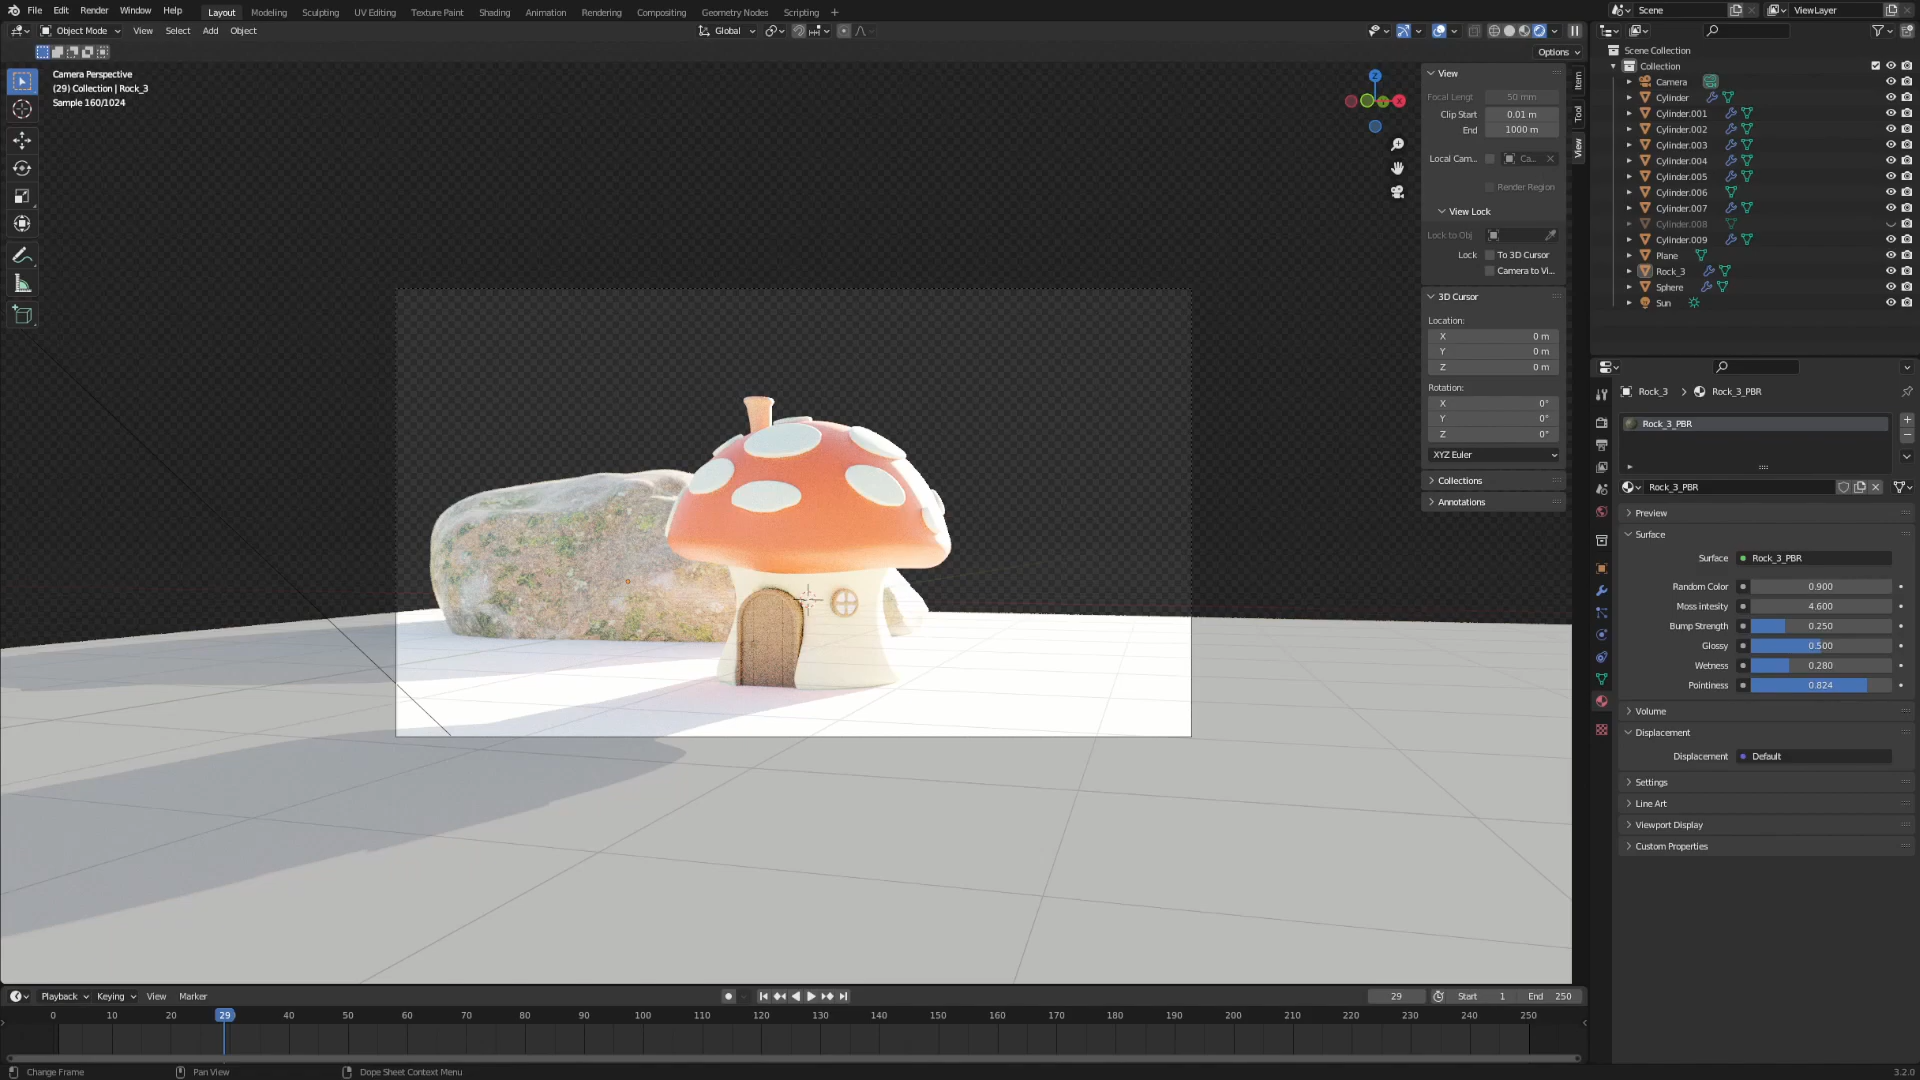 File Edit Render Window Help Layout Modeling Sculpting UV Editing Texture Paint Shading Animation Rendering Compositing Geometry Nodes Scripting + Scene ViewLayer
Object Mode View Select Add Object Global
Options
Camera Perspective
(29) Collection | Rock_3
Sample 160/1024
View
Focal Lengt 50 mm
Clip Start 0.01 m
End 1000 m
Local Cam... Ca...
Render Region
View Lock
Lock to Obj
Lock To 3D Cursor
Camera to Vi...
3D Cursor
Location:
X 0 m
Y 0 m
Z 0 m
Rotation:
X 0°
Y 0°
Z 0°
XYZ Euler
Collections
Annotations
Item
Tool
View
Z
X
Scene Collection
Collection
Camera
Cylinder
Cylinder.001
Cylinder.002
Cylinder.003
Cylinder.004
Cylinder.005
Cylinder.006
Cylinder.007
Cylinder.008
Cylinder.009
Plane
Rock_3
Sphere
Sun
Rock_3 > Rock_3_PBR
Rock_3_PBR
Rock_3_PBR
Preview
Surface
Surface Rock_3_PBR
Random Color 0.900
Moss intesity 4.600
Bump Strength 0.250
Glossy 0.500
Wetness 0.280
Pointiness 0.824
Volume
Displacement
Displacement Default
Settings
Line Art
Viewport Display
Custom Properties
Playback Keying View Marker 29 Start 1 End 250
0 10 20 29 40 50 60 70 80 90 100 110 120 130 140 150 160 170 180 190 200 210 220 230 240 250
Change Frame Pan View Dope Sheet Context Menu 3.2.0